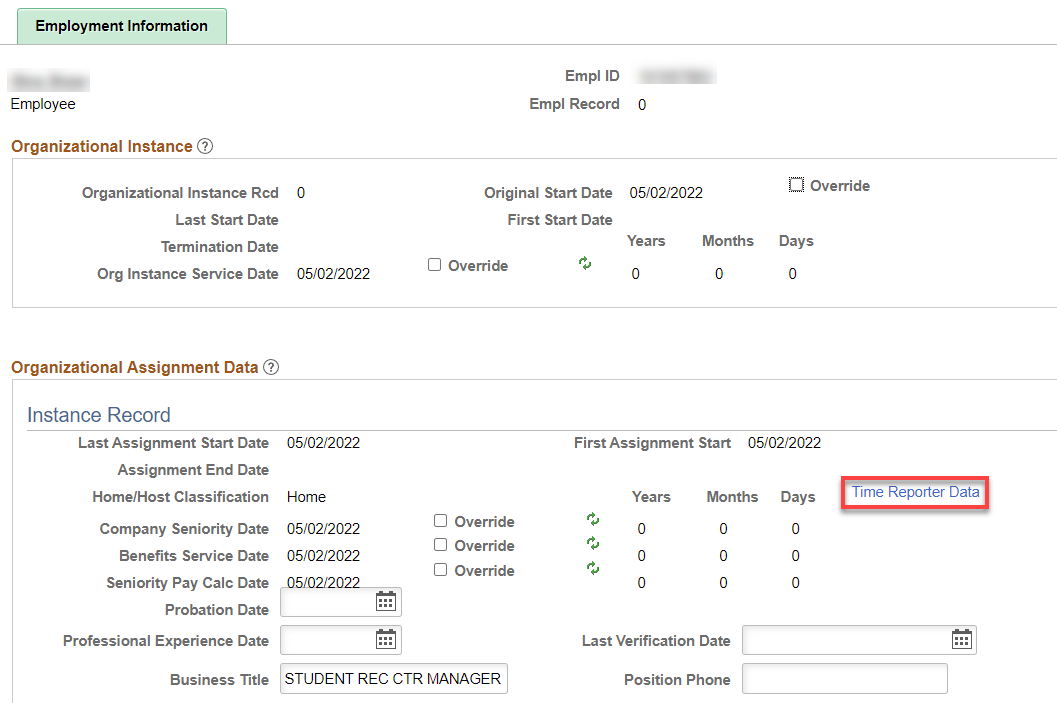 Employment Information
Empl ID
Employee
Empl Record 0
Organizational Instance ?
Organizational Instance Rcd 0 Original Start Date 05/02/2022 Override
Last Start Date First Start Date
Termination Date Years Months Days
Org Instance Service Date 05/02/2022 Override 0 0 0
Organizational Assignment Data ?
Instance Record
Last Assignment Start Date 05/02/2022 First Assignment Start 05/02/2022
Assignment End Date
Home/Host Classification Home Years Months Days Time Reporter Data
Company Seniority Date 05/02/2022 Override 0 0 0
Benefits Service Date 05/02/2022 Override 0 0 0
Seniority Pay Calc Date 05/02/2022 Override 0 0 0
Probation Date
Professional Experience Date Last Verification Date
Business Title STUDENT REC CTR MANAGER Position Phone